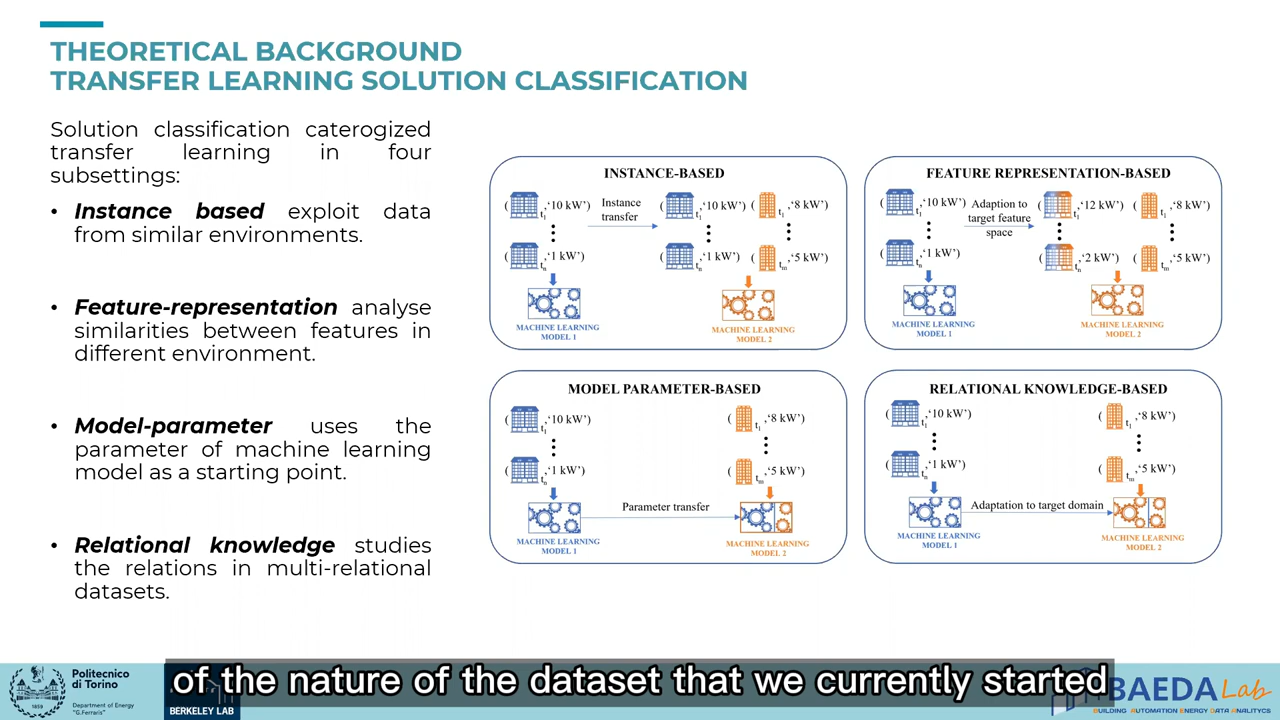 THEORETICAL BACKGROUND
TRANSFER LEARNING SOLUTION CLASSIFICATION
Solution classification caterogized
transfer learning in four
subsettings:
• Instance based exploit data
from similar environments.
• Feature-representation analyse
similarities between features in
different environment.
• Model-parameter uses the
parameter of machine learning
model as a starting point.
• Relational knowledge studies
the relations in multi-relational
datasets.
INSTANCE-BASED
( t1,‘10 kW’) Instance transfer ( t1,‘10 kW’) ( t1,‘8 kW’)
( tn,‘1 kW’) ( tn,‘1 kW’) ( tm,‘5 kW’)
MACHINE LEARNING
MODEL 1
MACHINE LEARNING
MODEL 2
FEATURE REPRESENTATION-BASED
( t1,‘10 kW’) Adaption to target feature space ( t1,‘12 kW’) ( t1,‘8 kW’)
( tn,‘1 kW’) ( tn,‘2 kW’) ( tm,‘5 kW’)
MACHINE LEARNING
MODEL 1
MACHINE LEARNING
MODEL 2
MODEL PARAMETER-BASED
( t1,‘10 kW’) ( t1,‘8 kW’)
( tn,‘1 kW’) ( tm,‘5 kW’)
Parameter transfer
MACHINE LEARNING
MODEL 1
MACHINE LEARNING
MODEL 2
RELATIONAL KNOWLEDGE-BASED
( t1,‘10 kW’) ( t1,‘8 kW’)
( tn,‘1 kW’) ( tm,‘5 kW’)
Adaptation to target domain
MACHINE LEARNING
MODEL 1
MACHINE LEARNING
MODEL 2
of the nature of the dataset that we currently started
1859
Politecnico
di Torino
Department of Energy
"G.Ferraris"
BERKELEY LAB
BAEDA Lab
BUILDING AUTOMATION ENERGY DATA ANALITYCS